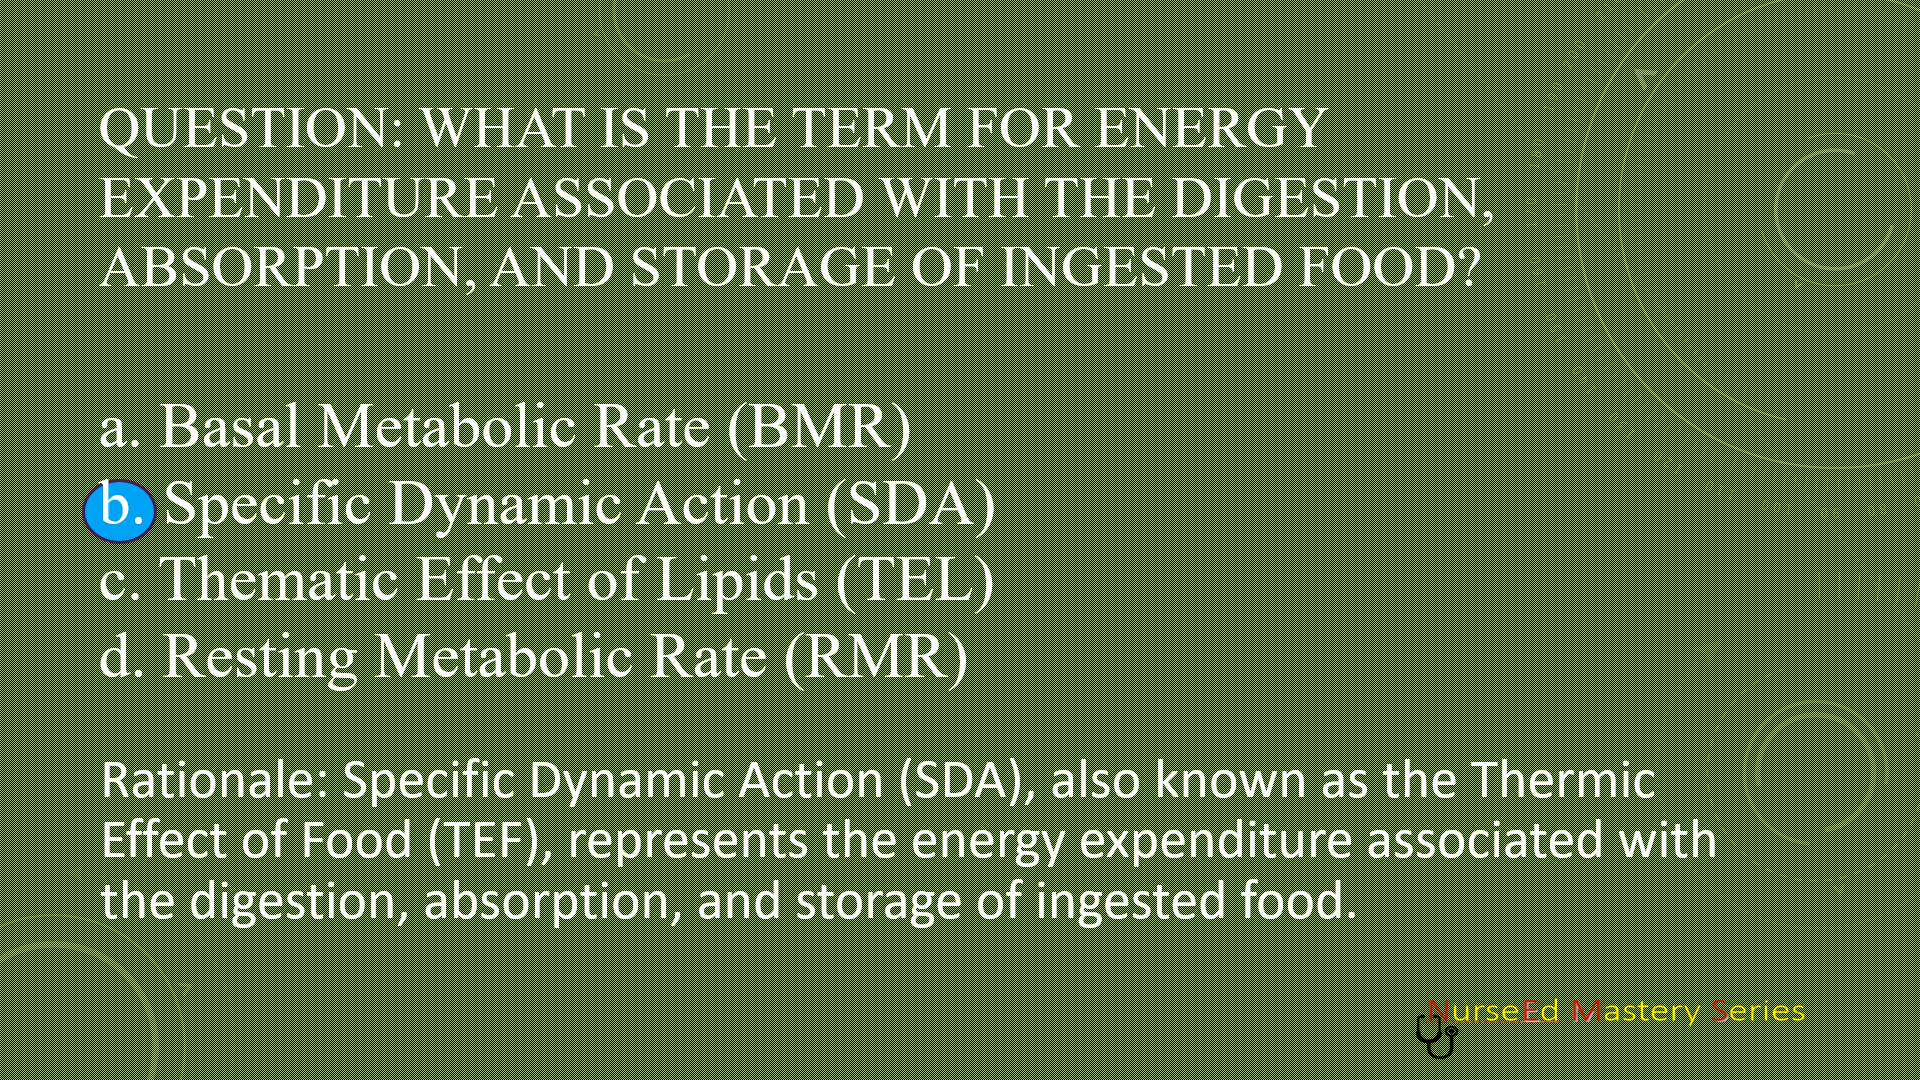 QUESTION: WHAT IS THE TERM FOR ENERGY
EXPENDITURE ASSOCIATED WITH THE DIGESTION,
ABSORPTION, AND STORAGE OF INGESTED FOOD?
a. Basal Metabolic Rate (BMR)
b. Specific Dynamic Action (SDA)
c. Thematic Effect of Lipids (TEL)
d. Resting Metabolic Rate (RMR)
Rationale: Specific Dynamic Action (SDA), also known as the Thermic
Effect of Food (TEF), represents the energy expenditure associated with
the digestion, absorption, and storage of ingested food.
NurseEd Mastery Series